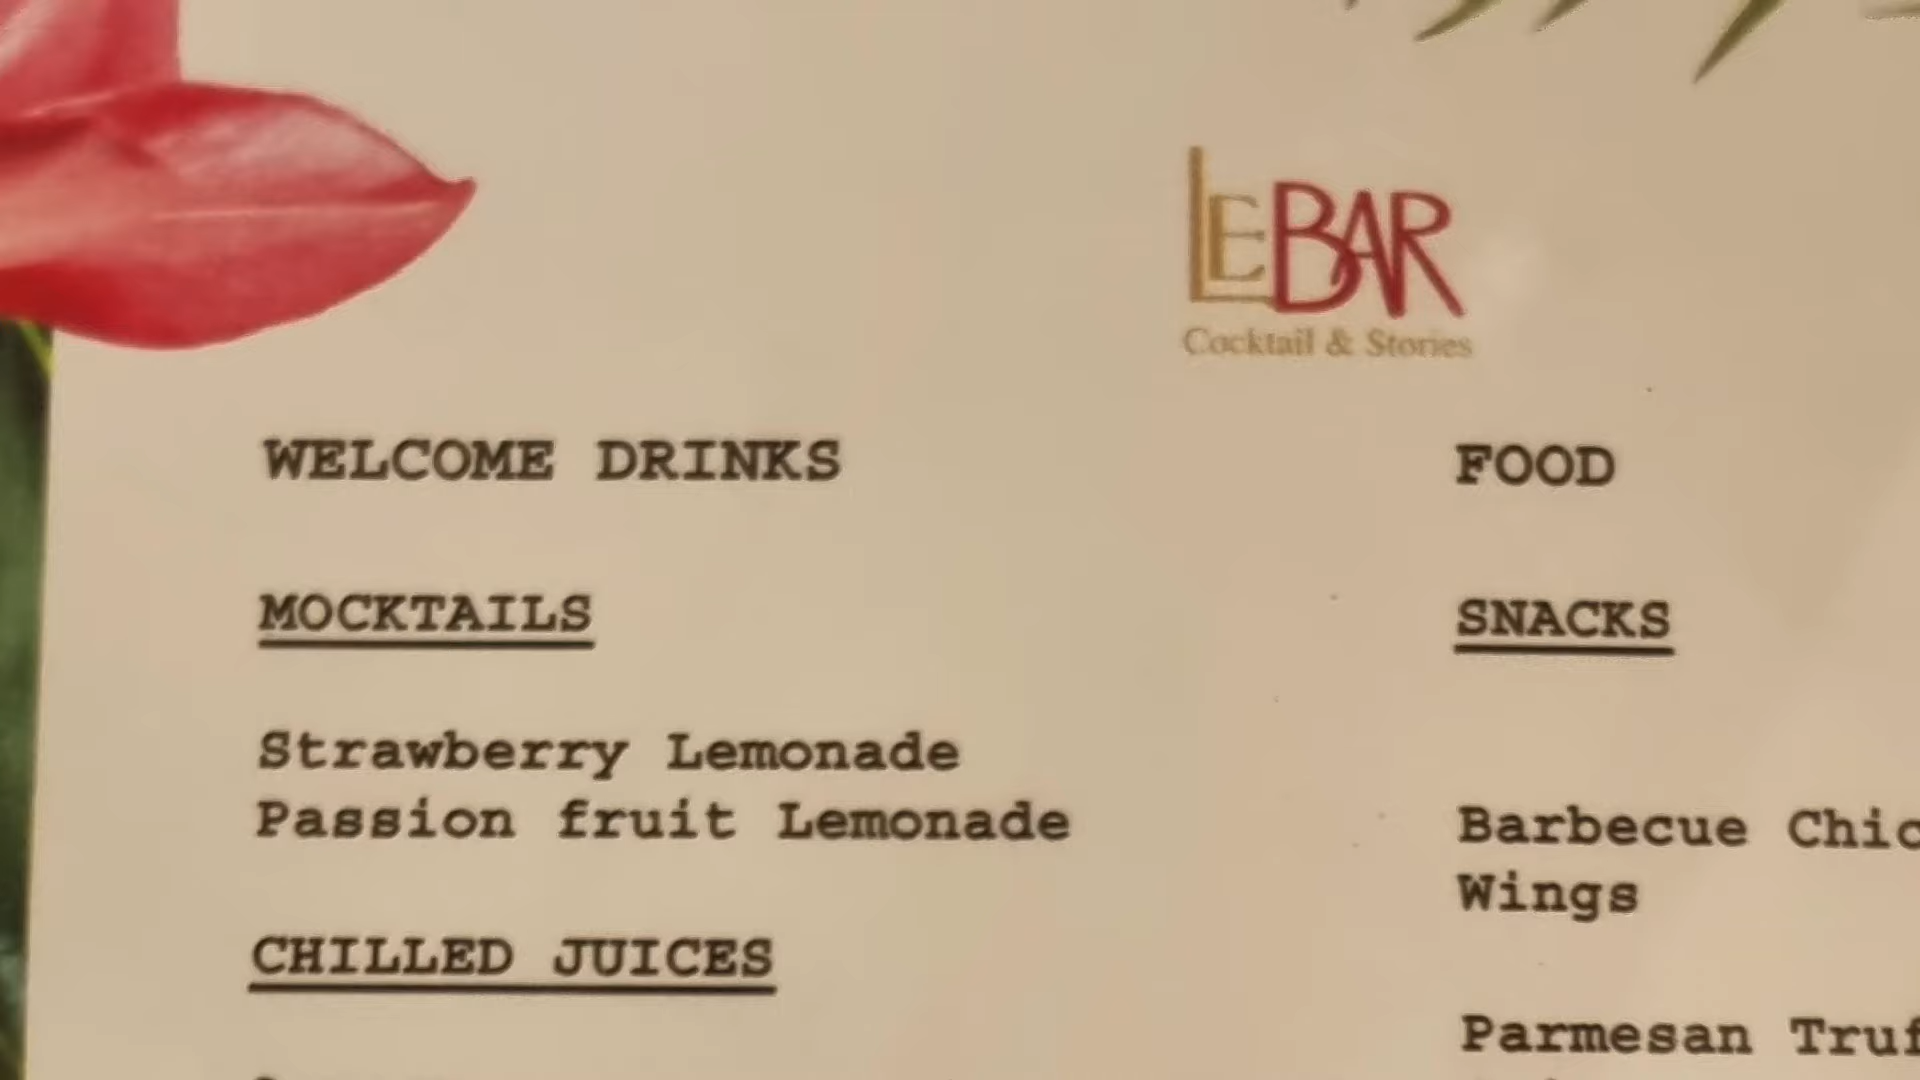 LEBAR
Cocktail & Stories
WELCOME DRINKS
MOCKTAILS
Strawberry Lemonade
Passion fruit Lemonade
CHILLED JUICES
FOOD
SNACKS
Barbecue
Wings
Parmesan